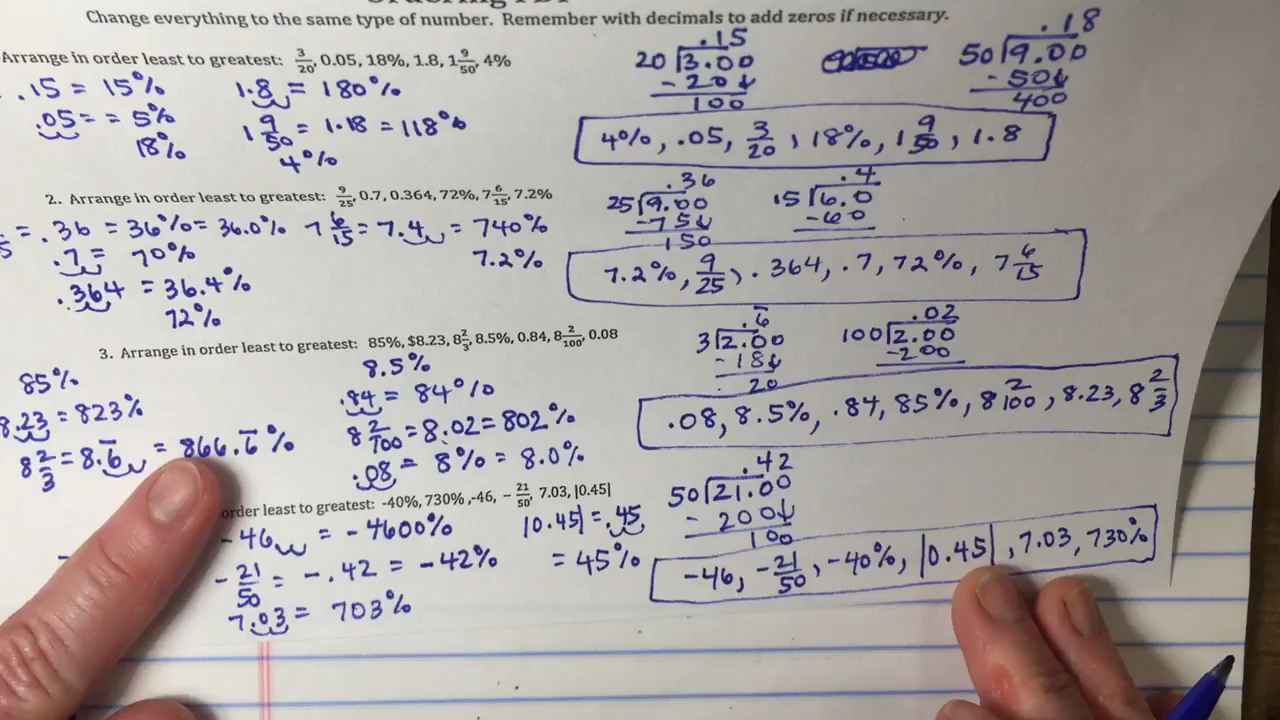 Change everything to the same type of number. Remember with decimals to add zeros if necessary.
Arrange in order least to greatest: 3/20, 0.05, 18%, 1.8, 1 9/50, 4%
.15 = 15%
1.8 = 180%
.05 = = 5%
1 9/50 = 1.18 = 118%
18%
4%
.15
20 3.00
- 20
100
.18
50 9.00
- 50
400
4%, .05, 3/20, 18%, 1 9/50, 1.8
2. Arrange in order least to greatest: 9/25, 0.7, 0.364, 72%, 7 6/15, 7.2%
= .36 = 36% = 36.0%
7 6/15 = 7.4 = 740%
.7 = 70%
7.2%
.364 = 36.4%
72%
.36
25 9.00
- 75
150
.4
15 6.0
- 60
7.2%, 9/25, .364, .7, 72%, 7 6/15
3. Arrange in order least to greatest: 85%, $8.23, 8 2/3, 8.5%, 0.84, 8 2/100, 0.08
85%
8.5%
8.23 = 823%
.84 = 84%
8 2/3 = 8.6̅ = 866.6̅%
8 2/100 = 8.02 = 802%
.08 = 8% = 8.0%
.6̅
3 2.00
- 18
20
.02
100 2.00
- 200
.08, 8.5%, .84, 85%, 8 2/100, 8.23, 8 2/3
order least to greatest: -40%, 730%, -46, - 21/50, 7.03, |0.45|
-46 = -4600%
|0.45| = .45
- 21/50 = -.42 = -42%
= 45%
7.03 = 703%
.42
50 21.00
- 200
100
-46, - 21/50, -40%, |0.45|, 7.03, 730%